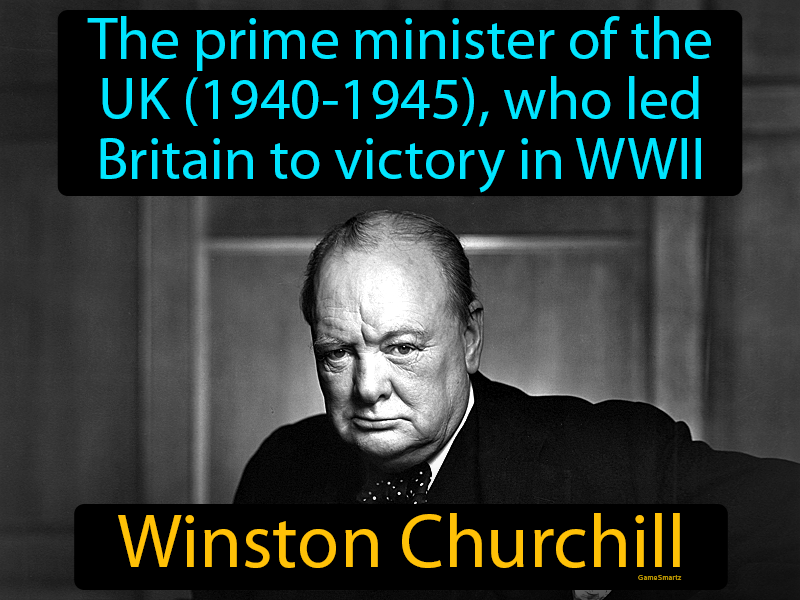 The prime minister of the
UK (1940-1945), who led
Britain to victory in WWII
Winston Churchill
GameSmartz